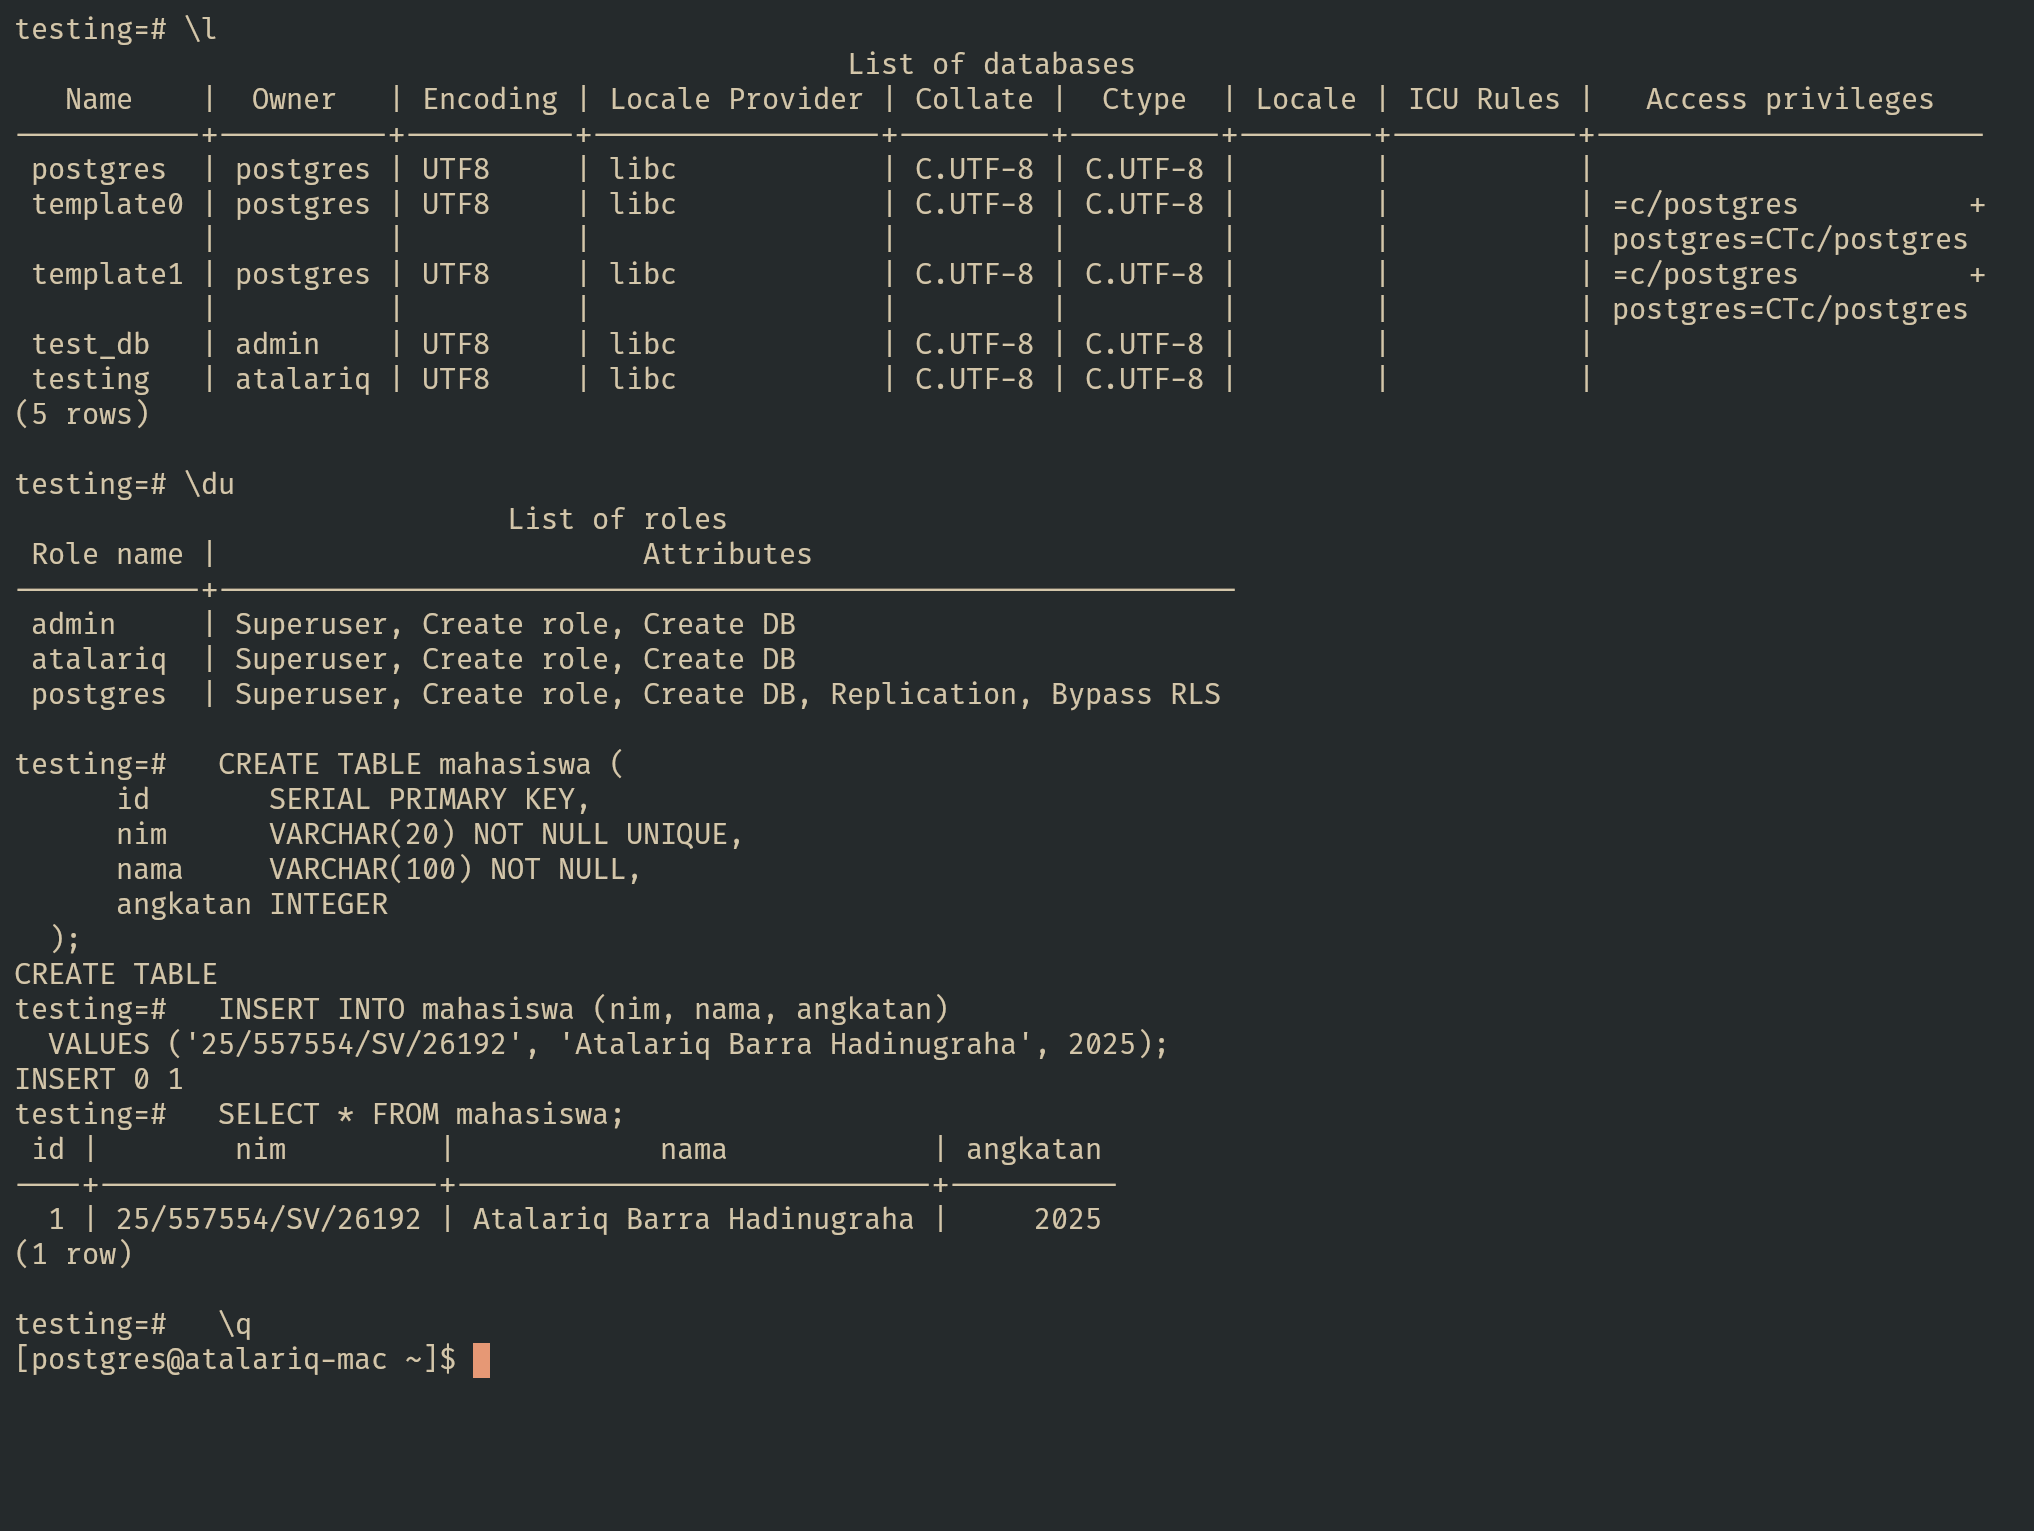 testing=# \l
List of databases
   Name    |  Owner   | Encoding | Locale Provider | Collate |  Ctype  | Locale | ICU Rules |   Access privileges
-----------+----------+----------+-----------------+---------+---------+--------+-----------+-----------------------
 postgres  | postgres | UTF8     | libc            | C.UTF-8 | C.UTF-8 |        |           |
 template0 | postgres | UTF8     | libc            | C.UTF-8 | C.UTF-8 |        |           | =c/postgres          +
           |          |          |                 |         |         |        |           | postgres=CTc/postgres
 template1 | postgres | UTF8     | libc            | C.UTF-8 | C.UTF-8 |        |           | =c/postgres          +
           |          |          |                 |         |         |        |           | postgres=CTc/postgres
 test_db   | admin    | UTF8     | libc            | C.UTF-8 | C.UTF-8 |        |           |
 testing   | atalariq | UTF8     | libc            | C.UTF-8 | C.UTF-8 |        |           |
(5 rows)
testing=# \du
List of roles
 Role name |                         Attributes
-----------+------------------------------------------------------------
 admin     | Superuser, Create role, Create DB
 atalariq  | Superuser, Create role, Create DB
 postgres  | Superuser, Create role, Create DB, Replication, Bypass RLS
testing=#   CREATE TABLE mahasiswa (
      id       SERIAL PRIMARY KEY,
      nim      VARCHAR(20) NOT NULL UNIQUE,
      nama     VARCHAR(100) NOT NULL,
      angkatan INTEGER
  );
CREATE TABLE
testing=#   INSERT INTO mahasiswa (nim, nama, angkatan)
  VALUES ('25/557554/SV/26192', 'Atalariq Barra Hadinugraha', 2025);
INSERT 0 1
testing=#   SELECT * FROM mahasiswa;
 id |        nim         |            nama            | angkatan
----+--------------------+----------------------------+----------
  1 | 25/557554/SV/26192 | Atalariq Barra Hadinugraha |     2025
(1 row)
testing=#   \q
[postgres@atalariq-mac ~]$